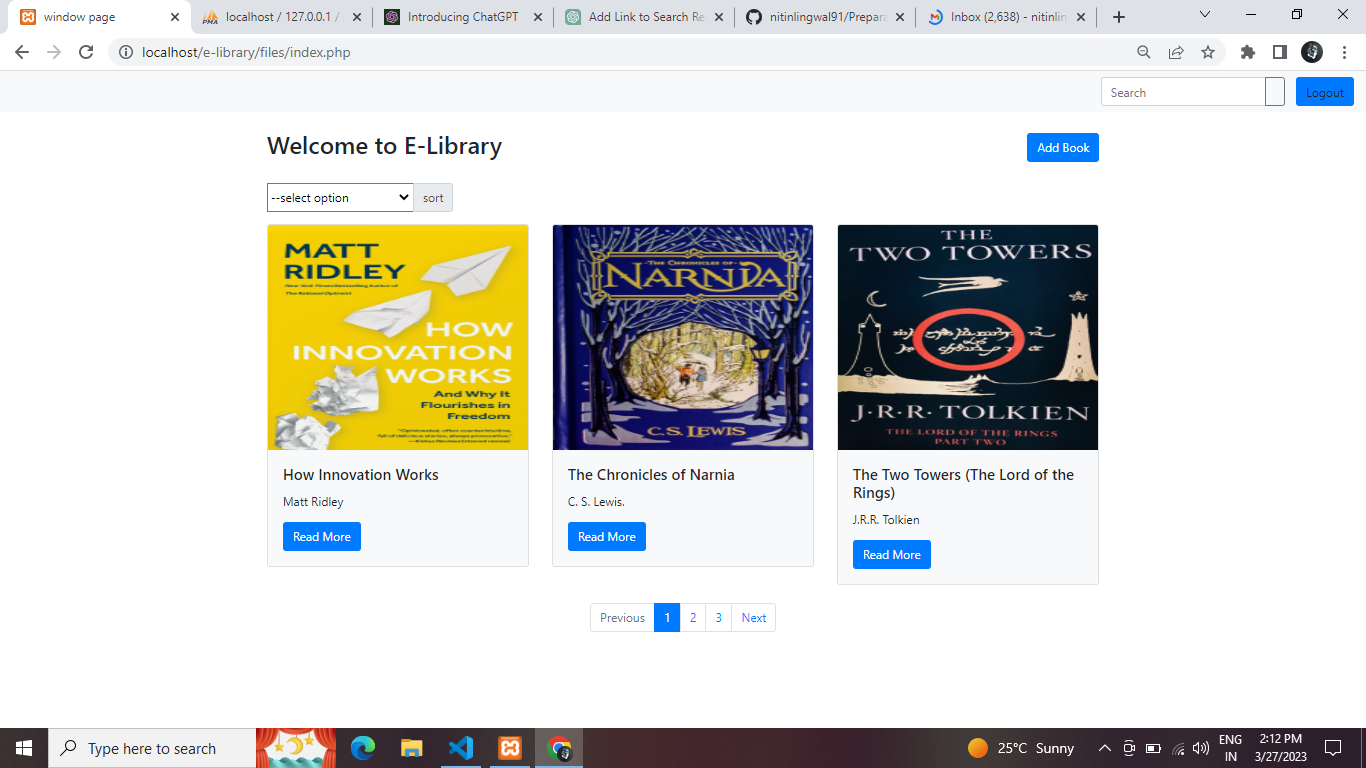 window page
localhost / 127.0.0.1 /
Introducing ChatGPT
Add Link to Search Re
nitinlingwal91/Prepara
Inbox (2,638) - nitinlin
localhost/e-library/files/index.php
Search
Logout
Welcome to E-Library
Add Book
--select option
sort
MATT
RIDLEY
New York Times Bestselling Author of
The Rational Optimist
HOW
INNOVATION
WORKS
And Why It
Flourishes in
Freedom
THE CHRONICLES OF
NARNIA
C.S. LEWIS
THE
TWO TOWERS
J·R·R·TOLKIEN
THE LORD OF THE RINGS
PART TWO
How Innovation Works
Matt Ridley
Read More
The Chronicles of Narnia
C. S. Lewis.
Read More
The Two Towers (The Lord of the
Rings)
J.R.R. Tolkien
Read More
Previous 1 2 3 Next
Type here to search
25°C Sunny
ENG
IN
2:12 PM
3/27/2023